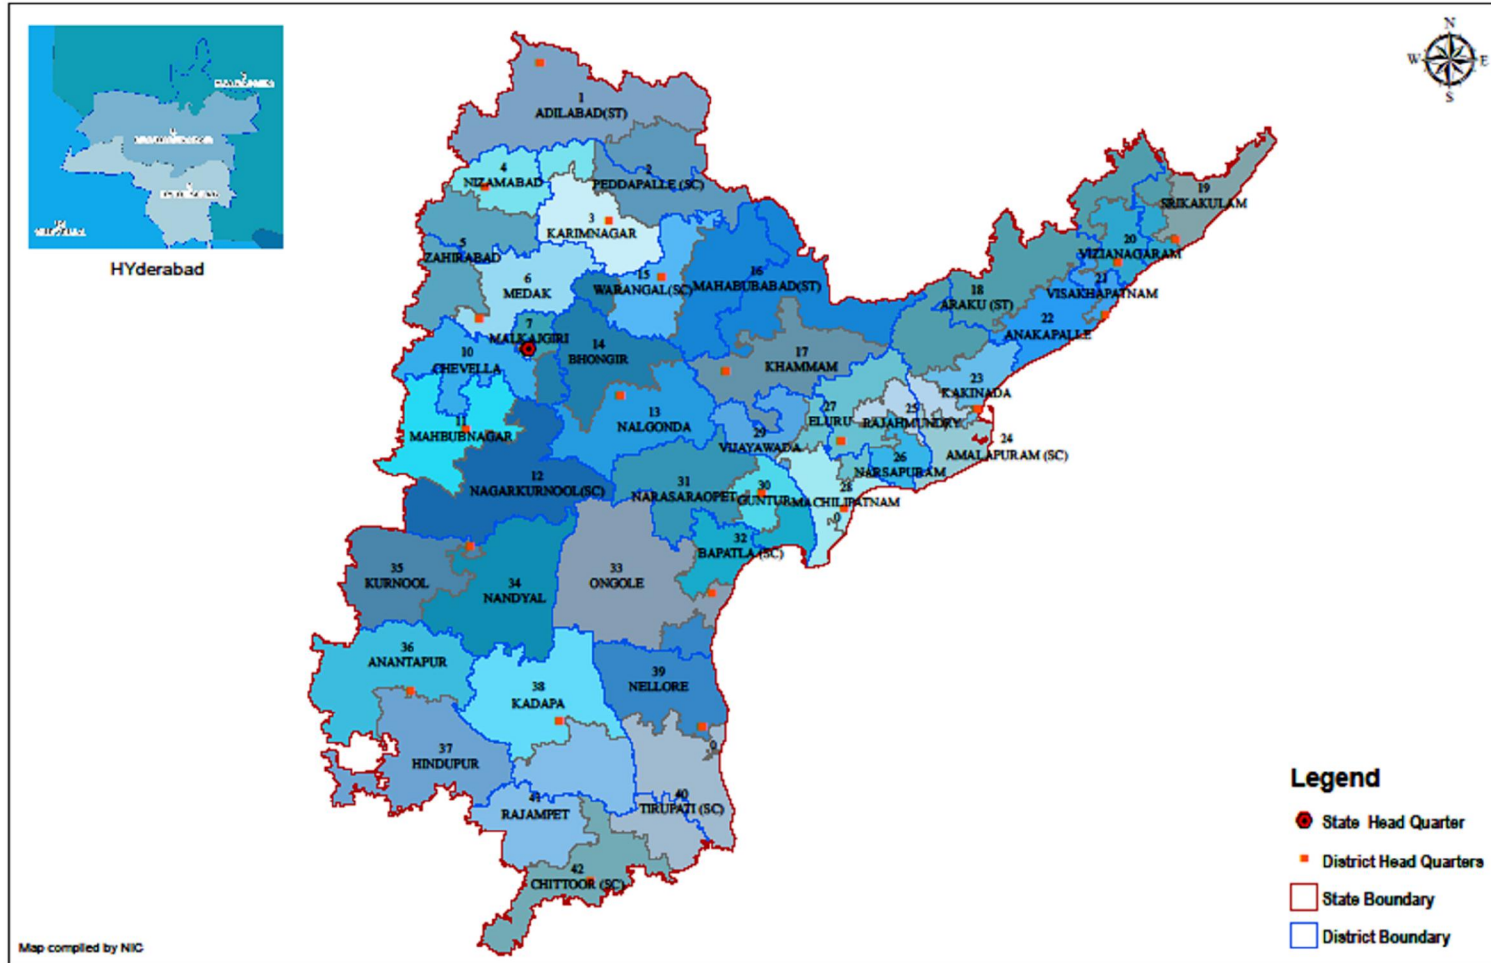 N
W E
S
HYderabad
1
ADILABAD(ST)
2
PEDDAPALLE (SC)
4
NIZAMABAD
3
KARIMNAGAR
5
ZAHIRABAD
6
MEDAK
15
WARANGAL(SC)
16
MAHABUBABAD(ST)
19
SRIKAKULAM
20
VIZIANAGARAM
21
VISAKHAPATNAM
18
ARAKU (ST)
22
ANAKAPALLE
7
MALKAJGIRI
10
CHEVELLA
14
BHONGIR
17
KHAMMAM
23
KAKINADA
11
MAHBUBNAGAR
13
NALGONDA
29
VIJAYAWADA
27
ELURU
25
RAJAHMUNDRY
24
AMALAPURAM (SC)
26
NARSAPURAM
12
NAGARKURNOOL(SC)
31
NARASARAOPET
30
GUNTUR
28
MACHILIPATNAM
0
32
BAPATLA (SC)
35
KURNOOL
34
NANDYAL
33
ONGOLE
36
ANANTAPUR
38
KADAPA
39
NELLORE
0
37
HINDUPUR
41
RAJAMPET
40
TIRUPATI (SC)
42
CHITTOOR (SC)
Legend
State Head Quarter
District Head Quarters
State Boundary
District Boundary
Map compiled by NIC